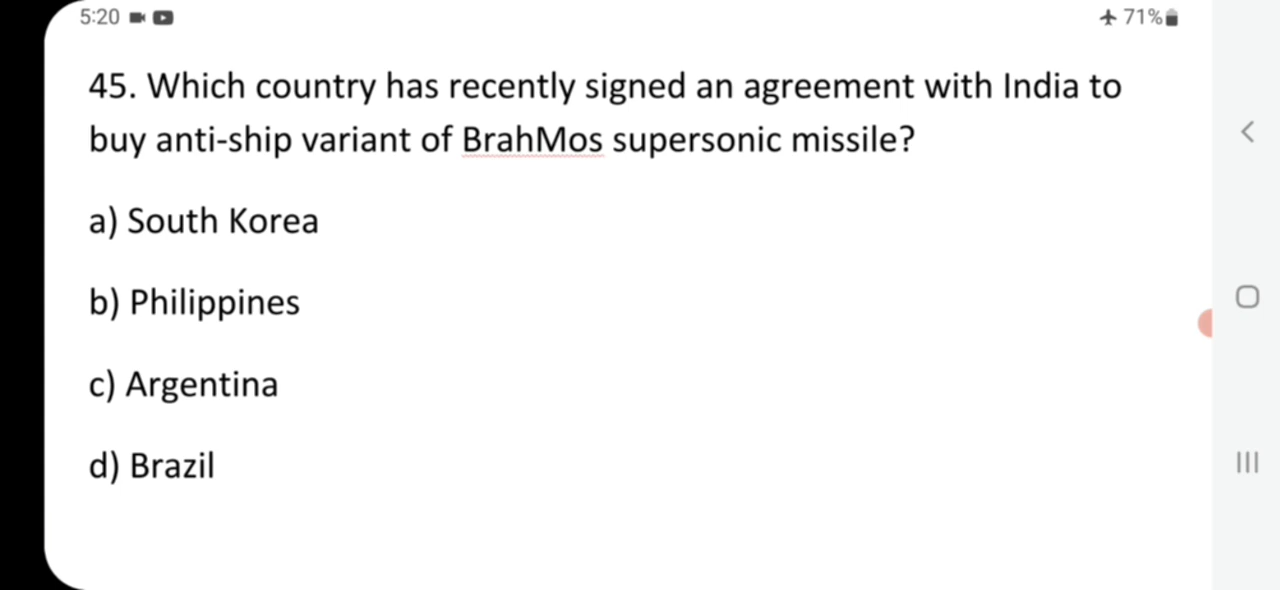 5:20
71%
45. Which country has recently signed an agreement with India to
buy anti-ship variant of BrahMos supersonic missile?
a) South Korea
b) Philippines
c) Argentina
d) Brazil